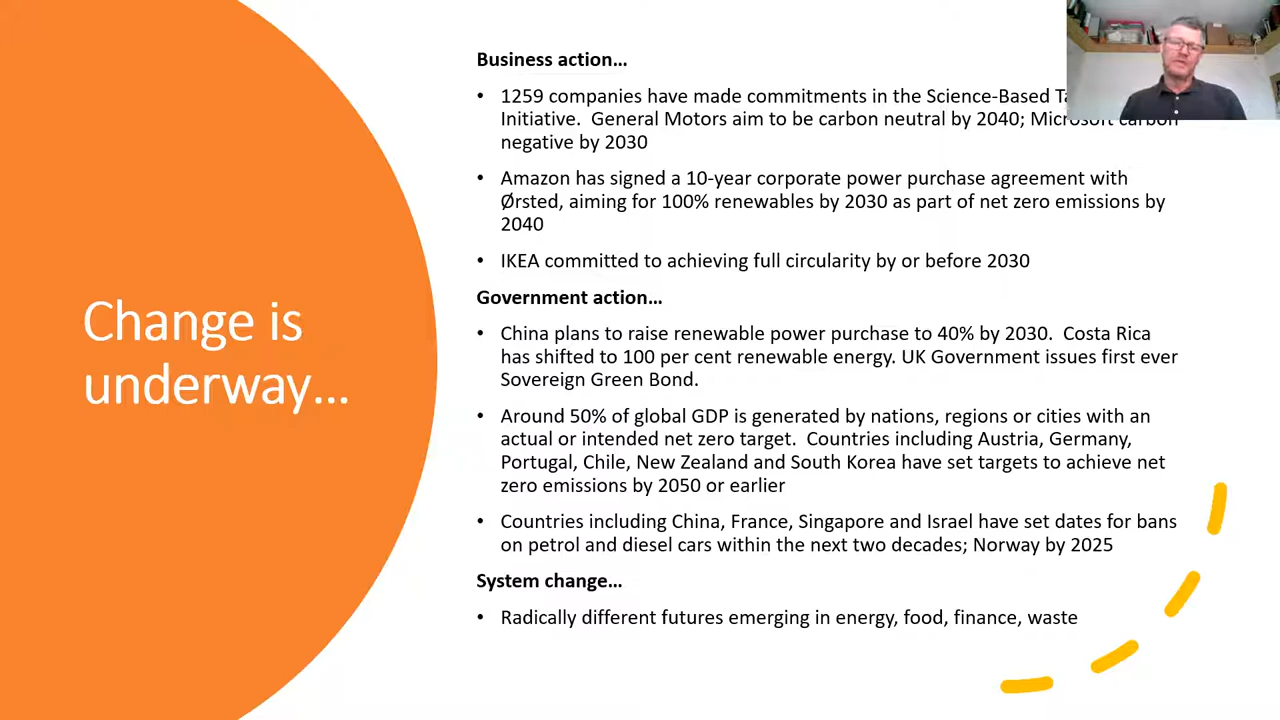 Change is
underway...
Business action...
• 1259 companies have made commitments in the Science-Based
Initiative. General Motors aim to be carbon neutral by 2040; Microsoft carbon
negative by 2030
• Amazon has signed a 10-year corporate power purchase agreement with
Ørsted, aiming for 100% renewables by 2030 as part of net zero emissions by
2040
• IKEA committed to achieving full circularity by or before 2030
Government action...
• China plans to raise renewable power purchase to 40% by 2030. Costa Rica
has shifted to 100 per cent renewable energy. UK Government issues first ever
Sovereign Green Bond.
• Around 50% of global GDP is generated by nations, regions or cities with an
actual or intended net zero target. Countries including Austria, Germany,
Portugal, Chile, New Zealand and South Korea have set targets to achieve net
zero emissions by 2050 or earlier
• Countries including China, France, Singapore and Israel have set dates for bans
on petrol and diesel cars within the next two decades; Norway by 2025
System change...
• Radically different futures emerging in energy, food, finance, waste